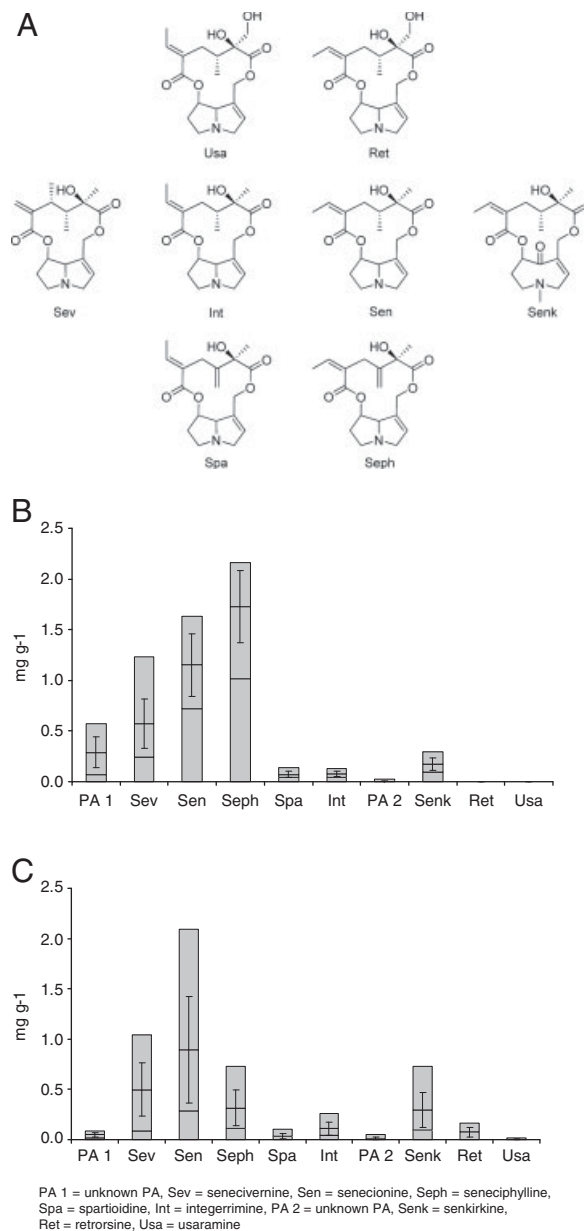 A
OH
HO
O
O
O
O
N
Usa
OH
HO
O
O
O
O
N
Ret
HO
O
O
O
O
N
Sev
HO
O
O
O
O
N
Int
HO
O
O
O
O
N
Sen
HO
O
O
O
O
O
N
Senk
HO
O
O
O
O
N
Spa
HO
O
O
O
O
N
Seph
B
mg g-1
2.5
2.0
1.5
1.0
0.5
0.0
PA 1 Sev Sen Seph Spa Int PA 2 Senk Ret Usa
C
mg g-1
2.5
2.0
1.5
1.0
0.5
0.0
PA 1 Sev Sen Seph Spa Int PA 2 Senk Ret Usa
PA 1 = unknown PA, Sev = senecivernine, Sen = senecionine, Seph = seneciphylline,
Spa = spartioidine, Int = integerrimine, PA 2 = unknown PA, Senk = senkirkine,
Ret = retrorsine, Usa = usaramine